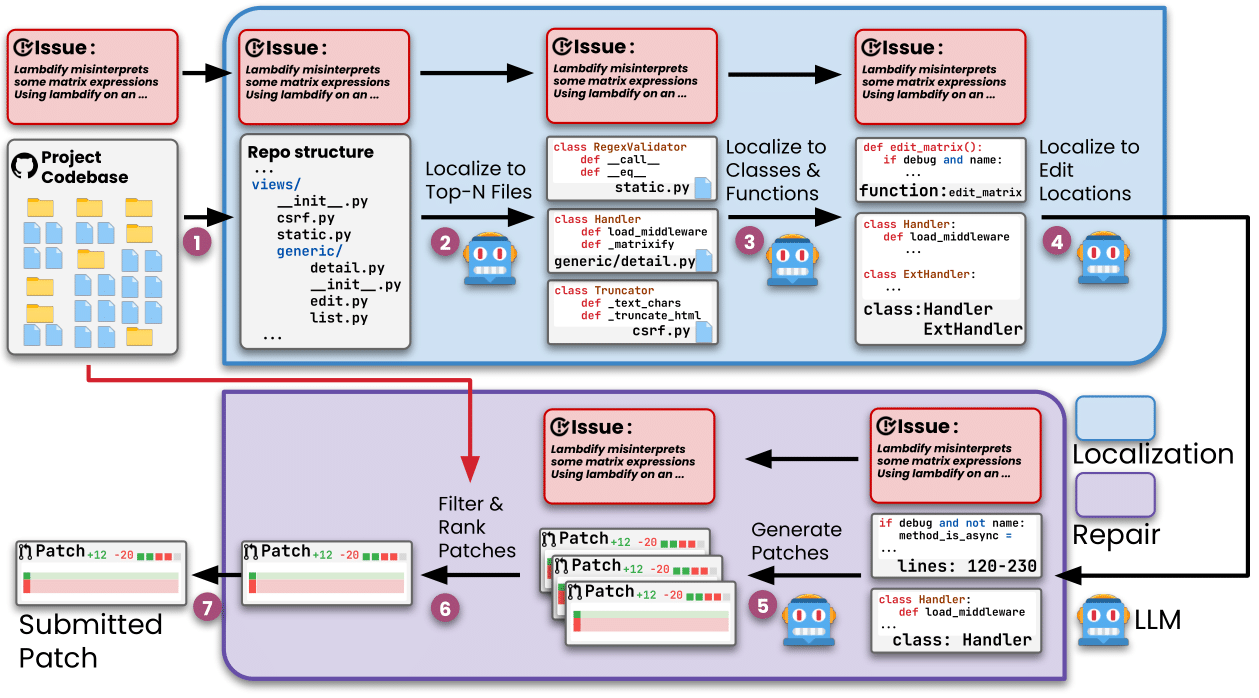 Issue:
Lambdify misinterprets
some matrix expressions
Using lambdify on an ...
Issue:
Lambdify misinterprets
some matrix expressions
Using lambdify on an ...
Issue:
Lambdify misinterprets
some matrix expressions
Using lambdify on an ...
Issue:
Lambdify misinterprets
some matrix expressions
Using lambdify on an ...
Project
Codebase
1
Repo structure
...
views/
__init__.py
csrf.py
static.py
generic/
detail.py
__init__.py
edit.py
list.py
...
Localize to
Top-N Files
2
class RegexValidator
def __call__
def __eq__
static.py
class Handler
def load_middleware
def _matrixify
generic/detail.py
class Truncator
def _text_chars
def _truncate_html
csrf.py
Localize to
Classes &
Functions
3
def edit_matrix():
if debug and name:
...
function:edit_matrix
class Handler:
def load_middleware
...
class ExtHandler:
...
class:Handler
ExtHandler
Localize to
Edit
Locations
4
Localization
Repair
LLM
Issue:
Lambdify misinterprets
some matrix expressions
Using lambdify on an ...
if debug and not name:
method_is_async =
...
lines: 120-230
class Handler:
def load_middleware
...
class: Handler
Generate
Patches
5
Issue:
Lambdify misinterprets
some matrix expressions
Using lambdify on an ...
Patch +12 -20
Patch +12 -20
Patch +12 -20
Filter &
Rank
Patches
6
Patch +12 -20
7
Patch +12 -20
Submitted
Patch